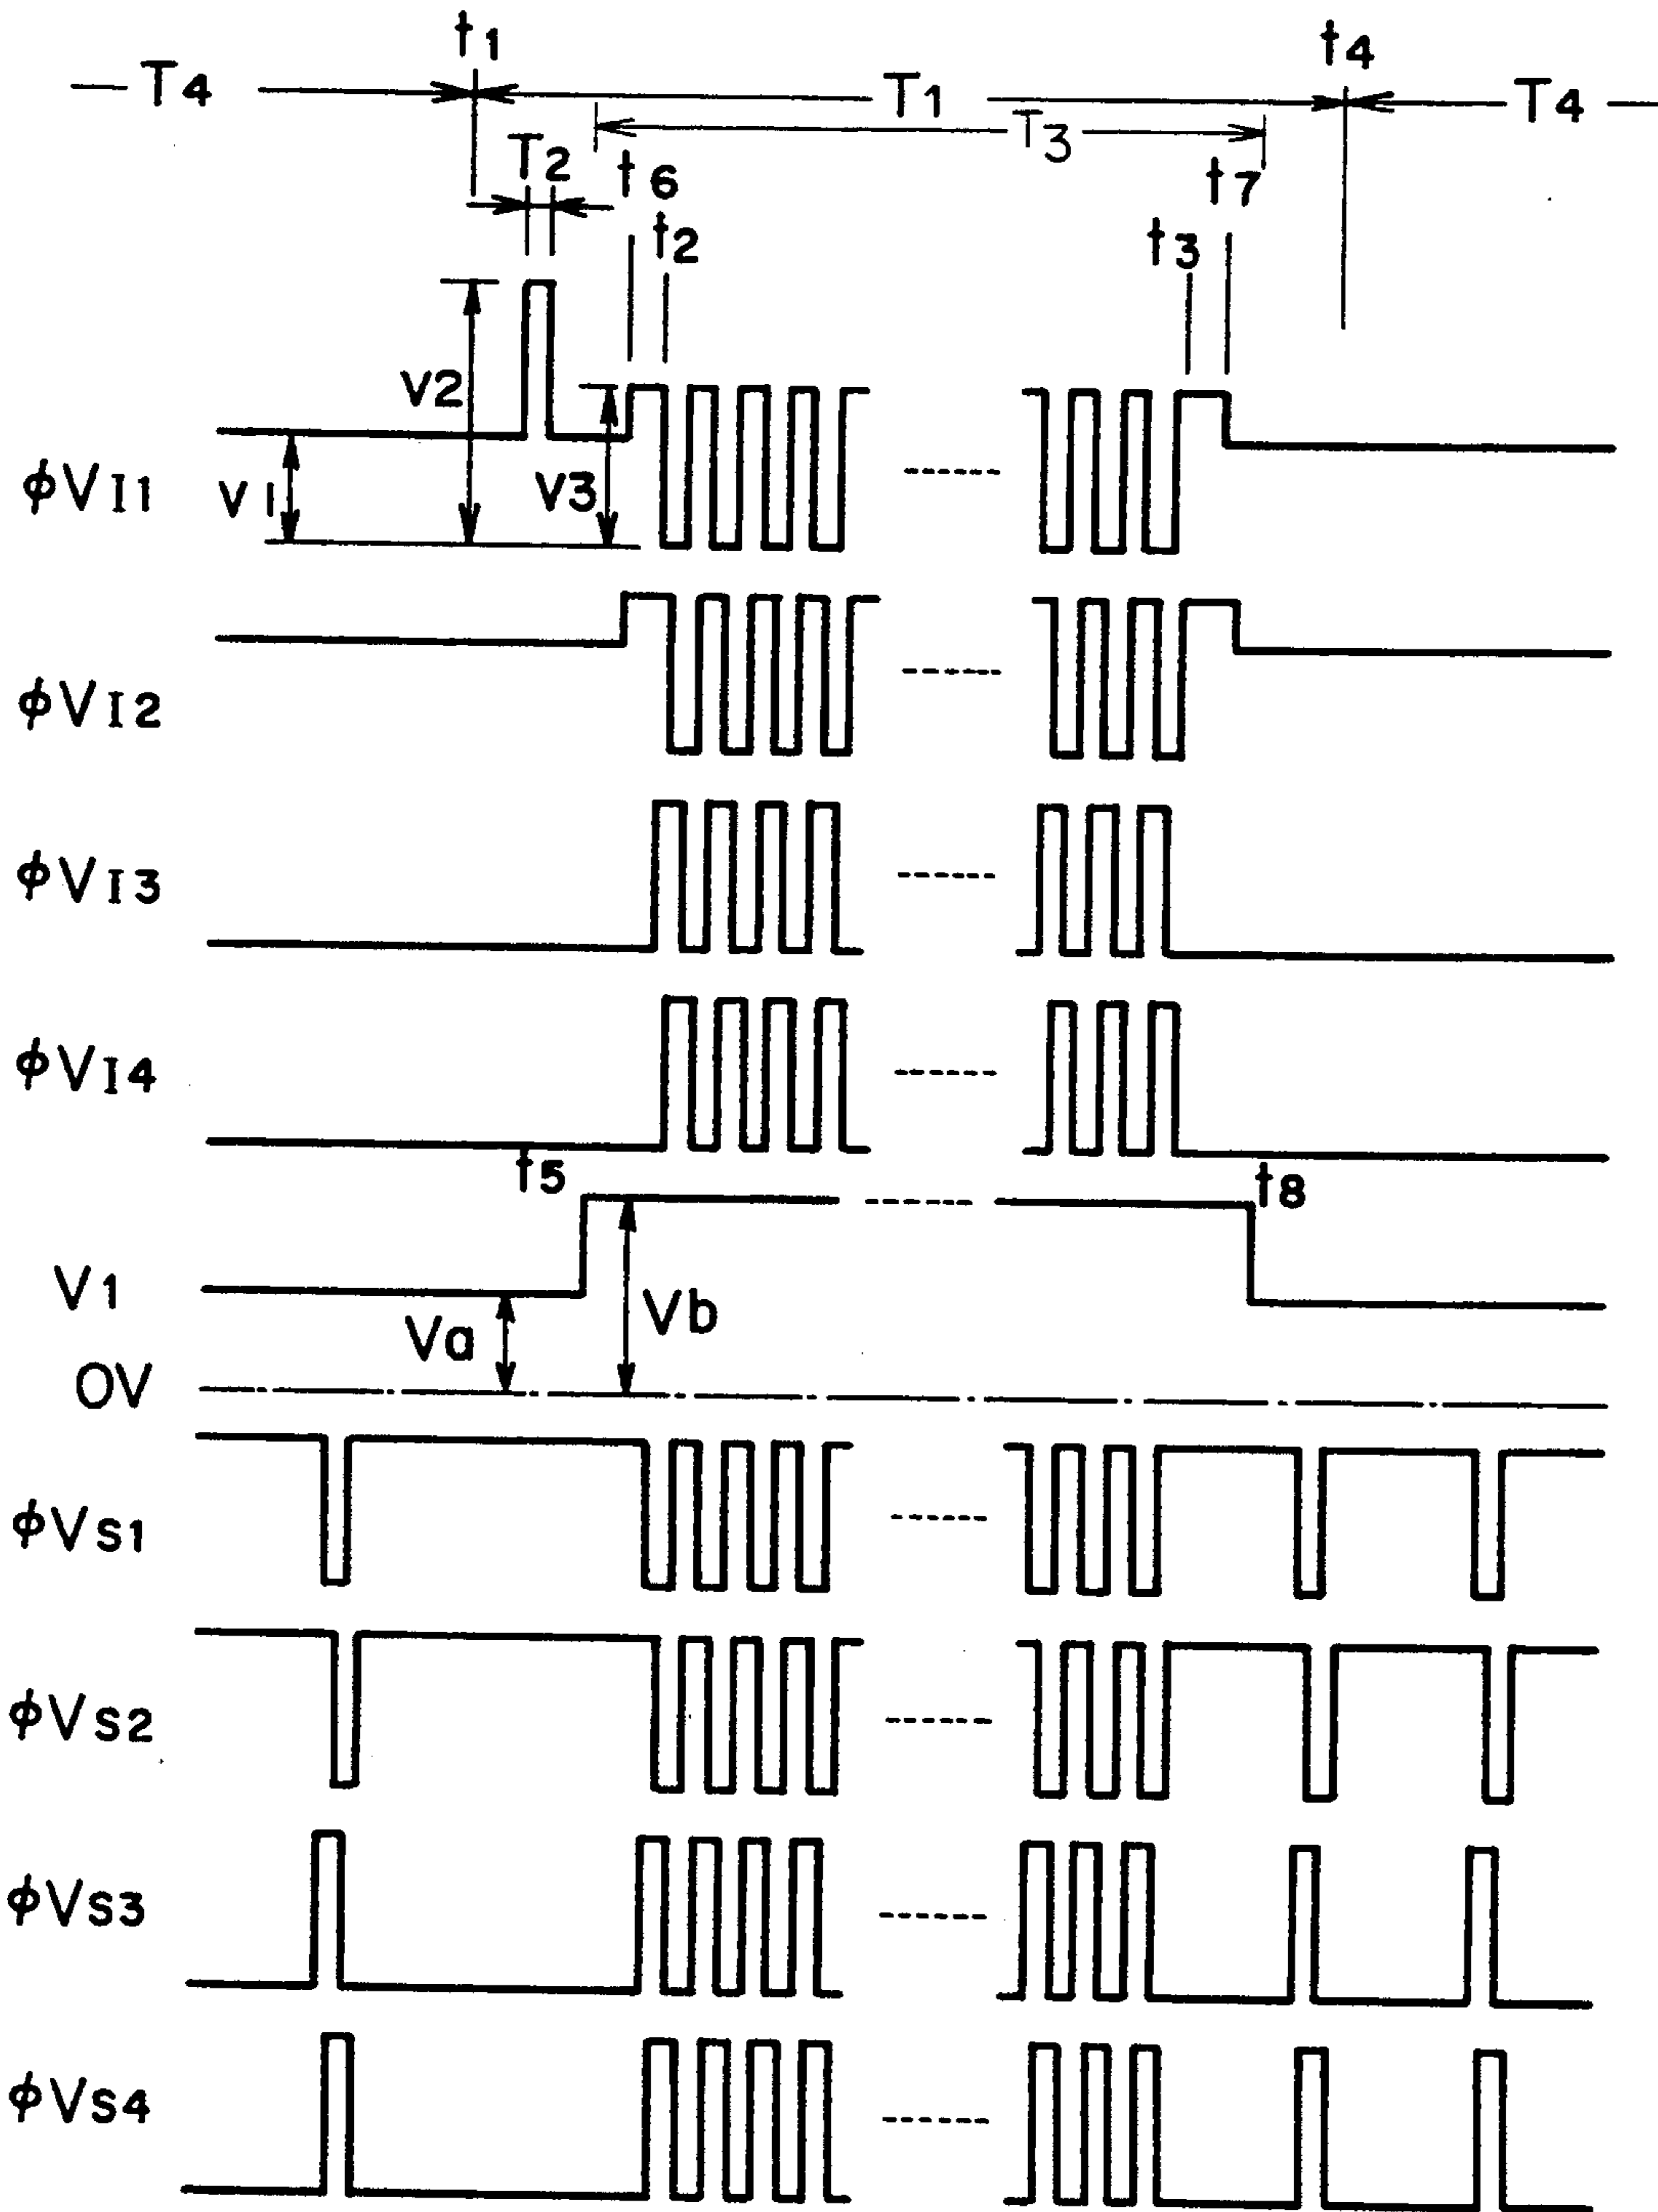 t1 t4
T4 T1 T4
T3
T2 t6 t7
t2 t3
V2
φVI1 V1 V3
φVI2
φVI3
φVI4
t5 t8
V1
Va Vb
OV
φVS1
φVS2
φVS3
φVS4